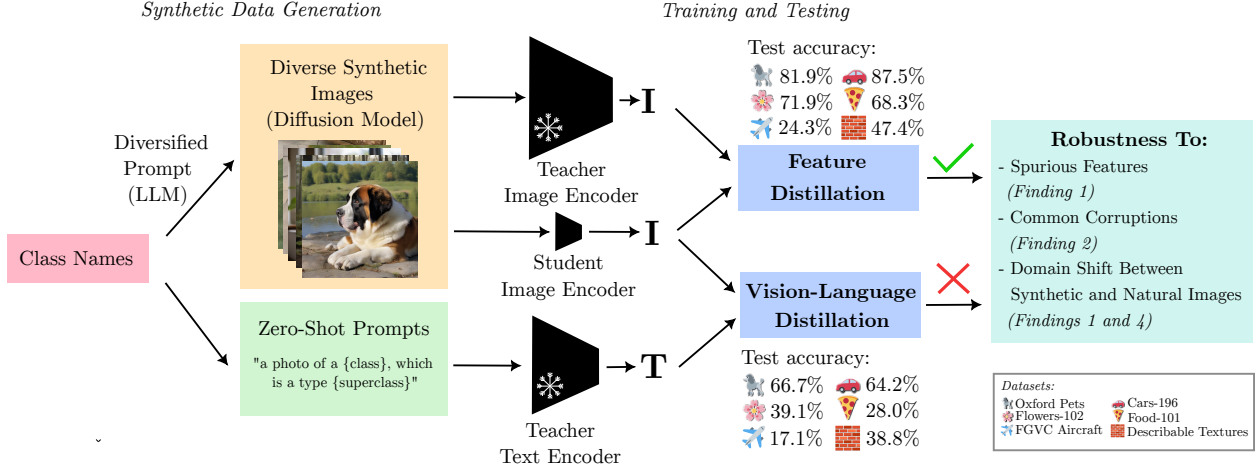 Synthetic Data Generation
Training and Testing
Class Names
Diversified
Prompt
(LLM)
Diverse Synthetic
Images
(Diffusion Model)
Zero-Shot Prompts
"a photo of a {class}, which
is a type {superclass}"
Teacher
Image Encoder
I
Student
Image Encoder
I
Teacher
Text Encoder
T
Test accuracy:
81.9% 87.5%
71.9% 68.3%
24.3% 47.4%
Feature
Distillation
Vision-Language
Distillation
Test accuracy:
66.7% 64.2%
39.1% 28.0%
17.1% 38.8%
Robustness To:
- Spurious Features
(Finding 1)
- Common Corruptions
(Finding 2)
- Domain Shift Between
Synthetic and Natural Images
(Findings 1 and 4)
Datasets:
Oxford Pets Cars-196
Flowers-102 Food-101
FGVC Aircraft Describable Textures